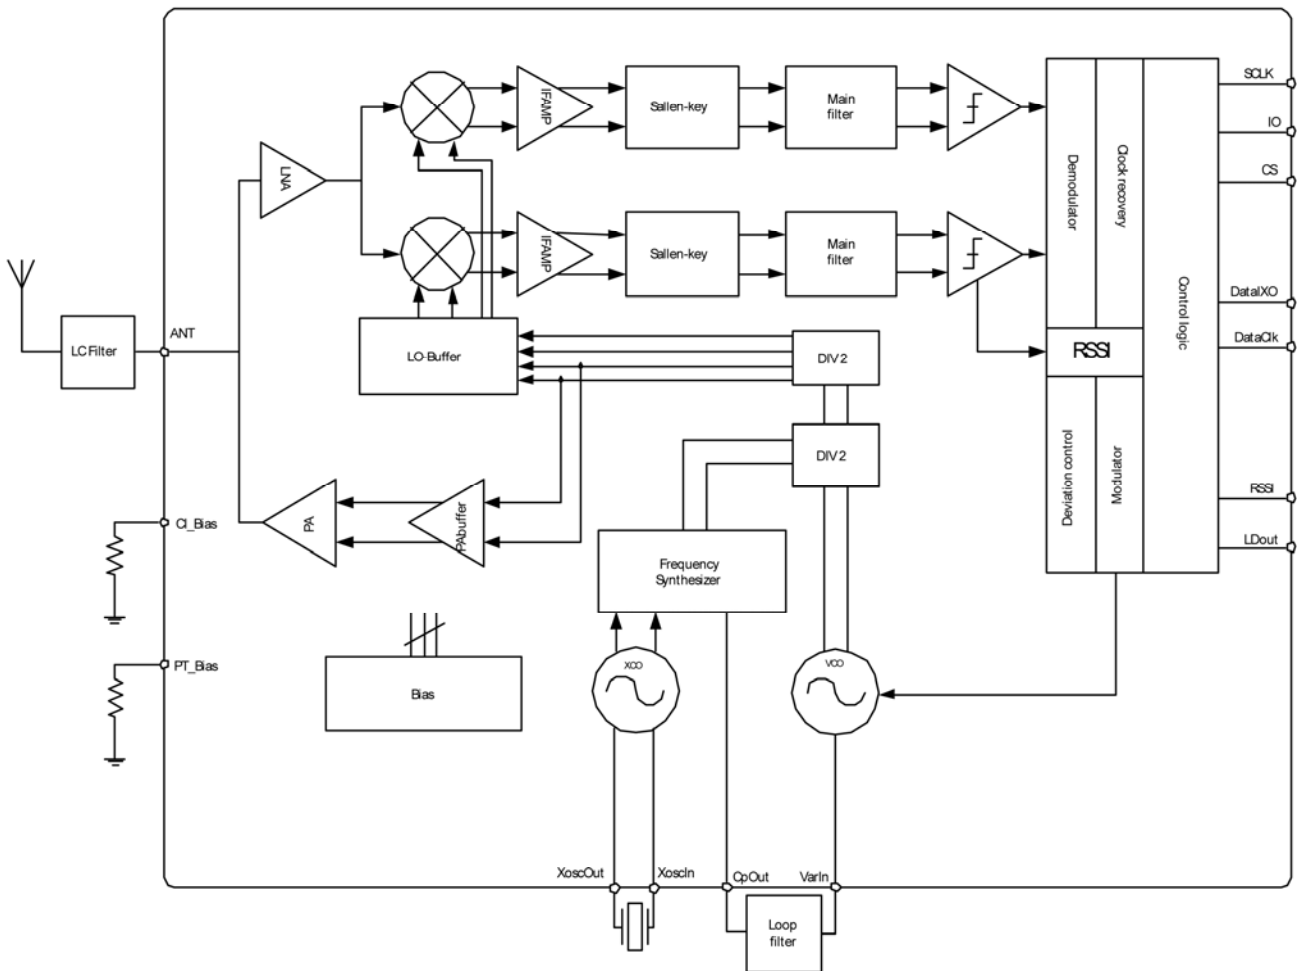 SCLK
IO
CS
DataIXO
DataClk
RSSI
LDout
IFAMP
Sallen-key
Main
filter
LNA
IFAMP
Sallen-key
Main
filter
Demodulator
Clock recovery
Control logic
RSSI
Deviation control
Modulator
LC Filter
ANT
LO-Buffer
DIV 2
DIV 2
PA
PAbuffer
CI_Bias
PT_Bias
Frequency
Synthesizer
XCO
VCO
Bias
XoscOut
XoscIn
CpOut
VarIn
Loop
filter